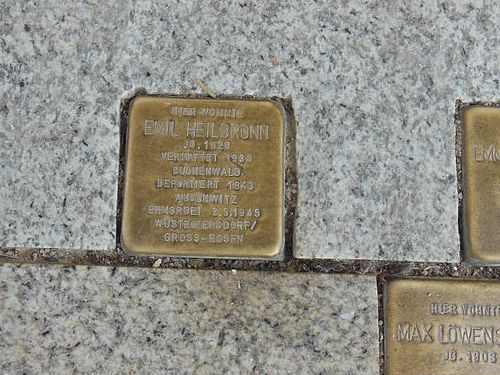 HIER WOHNTE
EMIL HEILBRONN
JG. 1920
VERHAFTET 1938
BUCHENWALD
DEPORTIERT 1943
AUSCHWITZ
ERMORDET 2.3.1945
WÜSTEGIERSDORF/
GROSS-ROSEN
HIER WOHNT
MAX LÖWENS
JG. 1903